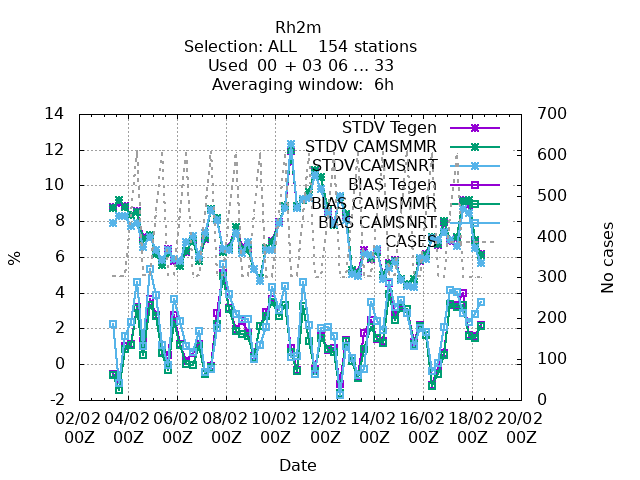 Rh2m
Selection: ALL    154 stations
Used  00 + 03 06 ... 33
Averaging window:  6h
14
12
10
8
6
4
2
0
-2
%
700
600
500
400
300
200
100
0
No cases
STDV Tegen
STDV CAMSMMR
STDV CAMSNRT
BIAS Tegen
BIAS CAMSMMR
BIAS CAMSNRT
CASES
02/02 04/02 06/02 08/02 10/02 12/02 14/02 16/02 18/02 20/02
00Z 00Z 00Z 00Z 00Z 00Z 00Z 00Z 00Z 00Z
Date